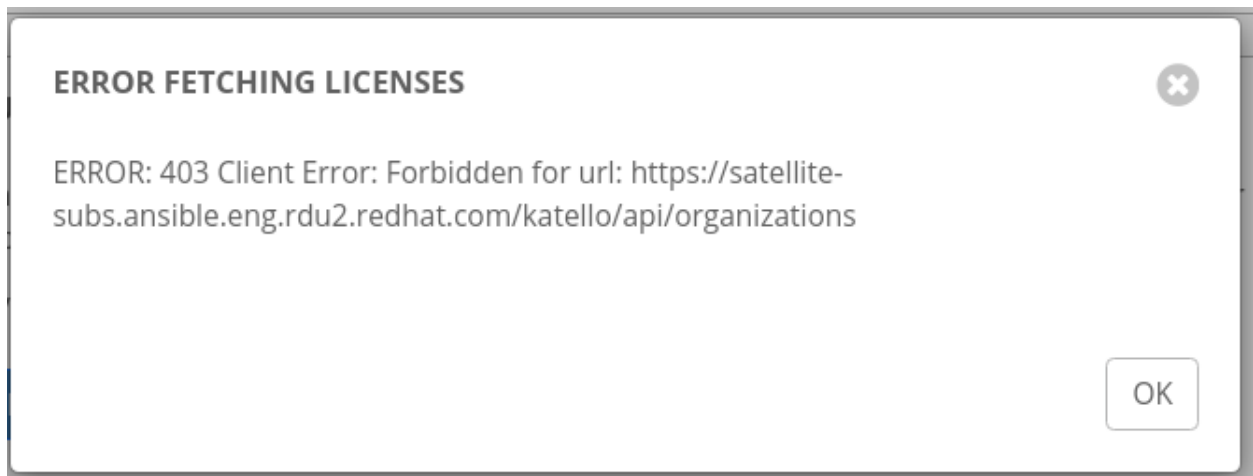 ERROR FETCHING LICENSES
ERROR: 403 Client Error: Forbidden for url: https://satellite-
subs.ansible.eng.rdu2.redhat.com/katello/api/organizations
OK